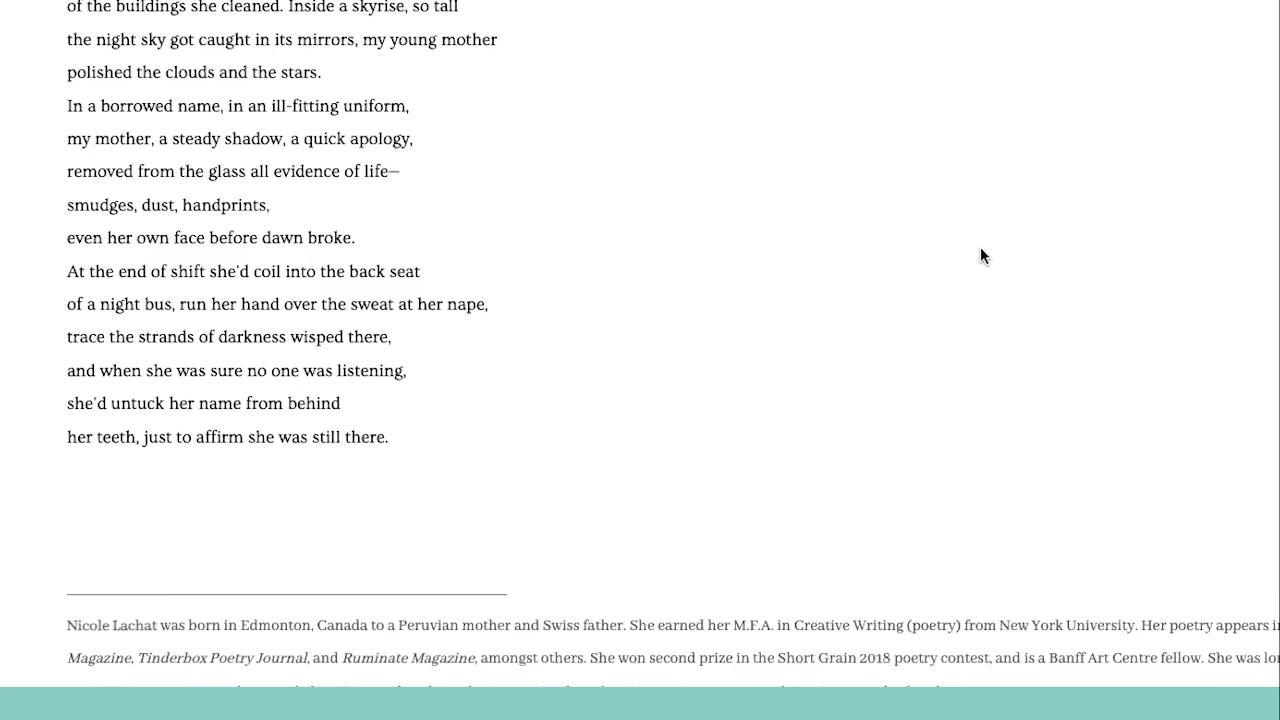 of the buildings she cleaned. Inside a skyrise, so tall
the night sky got caught in its mirrors, my young mother
polished the clouds and the stars.
In a borrowed name, in an ill-fitting uniform,
my mother, a steady shadow, a quick apology,
removed from the glass all evidence of life—
smudges, dust, handprints,
even her own face before dawn broke.
At the end of shift she'd coil into the back seat
of a night bus, run her hand over the sweat at her nape,
trace the strands of darkness wisped there,
and when she was sure no one was listening,
she'd untuck her name from behind
her teeth, just to affirm she was still there.
Nicole Lachat was born in Edmonton, Canada to a Peruvian mother and Swiss father. She earned her M.F.A. in Creative Writing (poetry) from New York University. Her poetry appears
Magazine, Tinderbox Poetry Journal, and Ruminate Magazine, amongst others. She won second prize in the Short Grain 2018 poetry contest, and is a Banff Art Centre fellow. She was